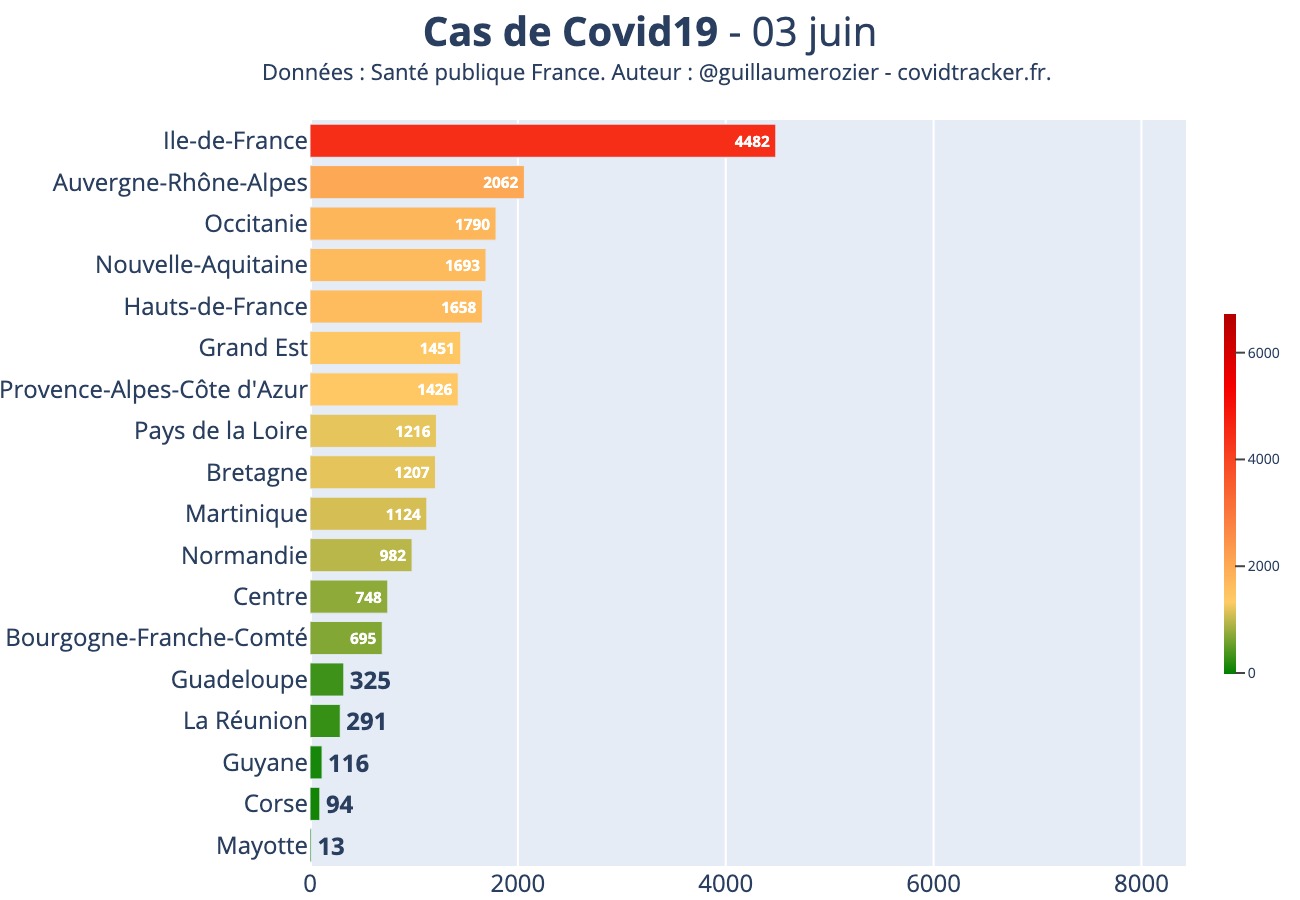 Cas de Covid19 - 03 juin
Données : Santé publique France. Auteur : @guillaumerozier - covidtracker.fr.
Ile-de-France 4482
Auvergne-Rhône-Alpes 2062
Occitanie 1790
Nouvelle-Aquitaine 1693
Hauts-de-France 1658
Grand Est 1451
Provence-Alpes-Côte d'Azur 1426
Pays de la Loire 1216
Bretagne 1207
Martinique 1124
Normandie 982
Centre 748
Bourgogne-Franche-Comté 695
Guadeloupe 325
La Réunion 291
Guyane 116
Corse 94
Mayotte 13
0 2000 4000 6000 8000
6000
4000
2000
0